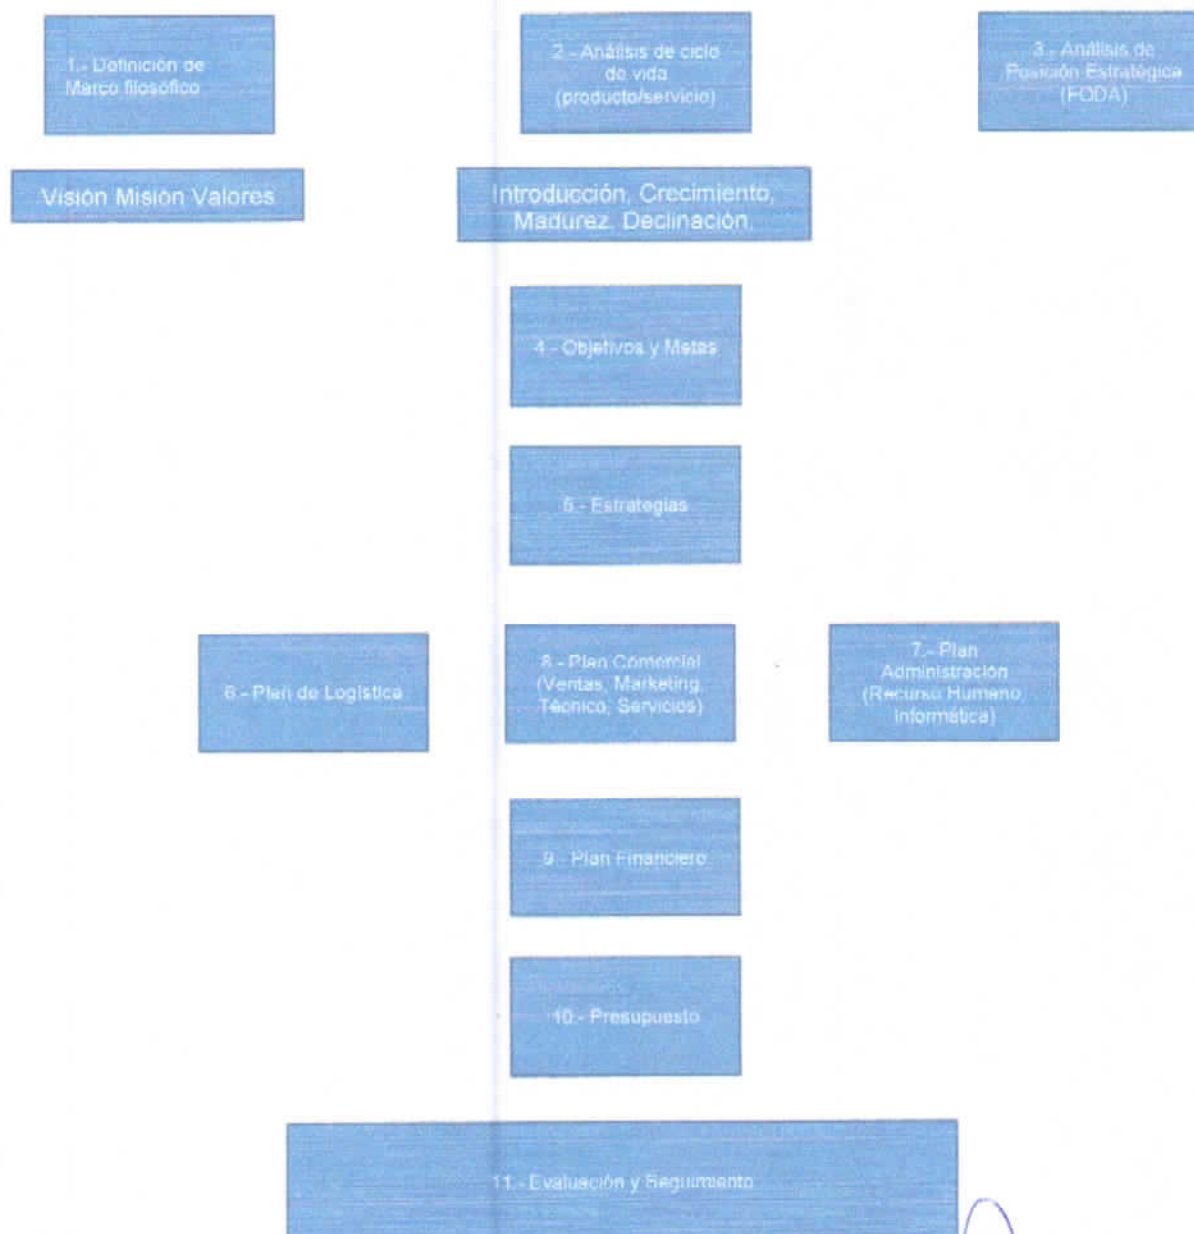 1.- Definición de
Marco filosófico
2.- Análisis de ciclo
de vida
(producto/servicio)
3.- Análisis de
Posición Estratégica
(FODA)
Visión Misión Valores
Introducción, Crecimiento,
Madurez, Declinación,
4.- Objetivos y Metas
5.- Estrategias
6.- Plan de Logística
8.- Plan Comercial
(Ventas, Marketing,
Técnico, Servicios)
7.- Plan
Administración
(Recurso Humano,
Informática)
9.- Plan Financiero
10.- Presupuesto
11.- Evaluación y Seguimiento